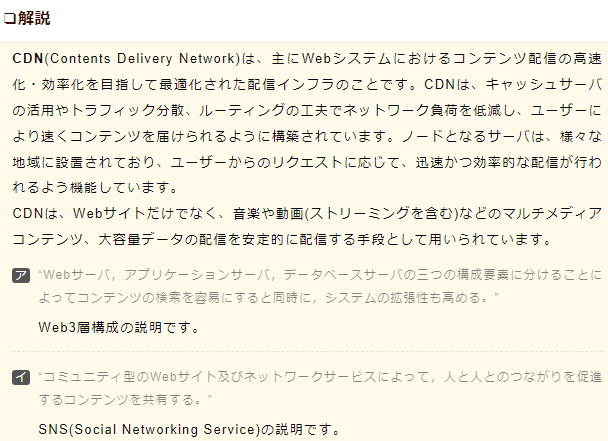 ❏解説
CDN(Contents Delivery Network)は、主にWebシステムにおけるコンテンツ配信の高速
化・効率化を目指して最適化された配信インフラのことです。CDNは、キャッシュサーバ
の活用やトラフィック分散、ルーティングの工夫でネットワーク負荷を低減し、ユーザーに
より速くコンテンツを届けられるように構築されています。ノードとなるサーバは、様々な
地域に設置されており、ユーザーからのリクエストに応じて、迅速かつ効率的な配信が行わ
れるよう機能しています。
CDNは、Webサイトだけでなく、音楽や動画(ストリーミングを含む)などのマルチメディア
コンテンツ、大容量データの配信を安定的に配信する手段として用いられています。
ア “Webサーバ，アプリケーションサーバ，データベースサーバの三つの構成要素に分けることに
よってコンテンツの検索を容易にすると同時に，システムの拡張性も高める。”
Web3層構成の説明です。
イ “コミュニティ型のWebサイト及びネットワークサービスによって，人と人とのつながりを促進
するコンテンツを共有する。”
SNS(Social Networking Service)の説明です。